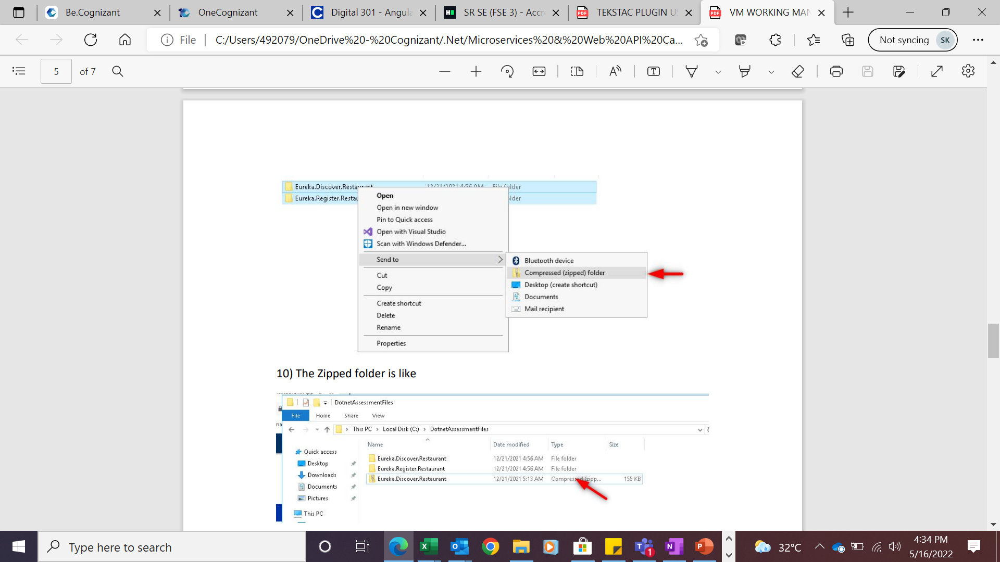 Be.Cognizant
OneCognizant
Digital 301 - Angula
SR SE (FSE 3) - Accr
TEKSTAC PLUGIN US
VM WORKING MAN
File
C:/Users/492079/OneDrive%20-%20Cognizant/.Net/Microservices%20&%20Web%20API%20Ca...
Not syncing SK
5 of 7
Eureka.Discover.Restaurant 12/21/2021 4:56 AM File folder
Eureka.Register.Restau lder
Open
Open in new window
Pin to Quick access
Open with Visual Studio
Scan with Windows Defender...
Send to
Bluetooth device
Compressed (zipped) folder
Desktop (create shortcut)
Documents
Mail recipient
Cut
Copy
Create shortcut
Delete
Rename
Properties
10) The Zipped folder is like
DotnetAssessmentFiles
File Home Share View
This PC > Local Disk (C:) > DotnetAssessmentFiles
Name Date modified Type Size
Quick access
Desktop
Downloads
Documents
Pictures
This PC
Eureka.Discover.Restaurant 12/21/2021 4:56 AM File folder
Eureka.Register.Restaurant 12/21/2021 4:56 AM File folder
Eureka.Discover.Restaurant 12/21/2021 5:13 AM Compressed (zipp... 155 KB
Type here to search
1
32°C
4:34 PM
5/16/2022